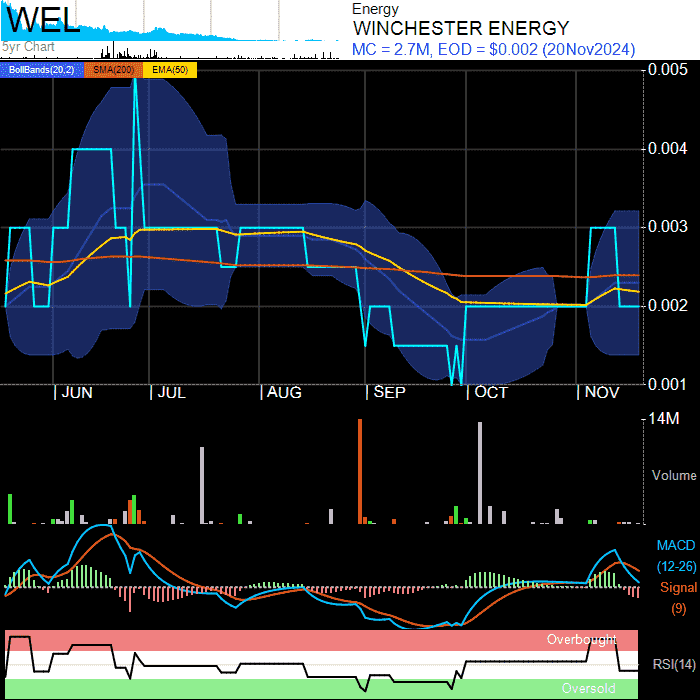 WEL
5yr Chart
Energy
WINCHESTER ENERGY
MC = 2.7M, EOD = $0.002 (20Nov2024)
BollBands(20,2) SMA(200) EMA(50)
0.005
0.004
0.003
0.002
0.001
JUN JUL AUG SEP OCT NOV
14M
Volume
MACD
(12-26)
Signal
(9)
Overbought
RSI(14)
Oversold